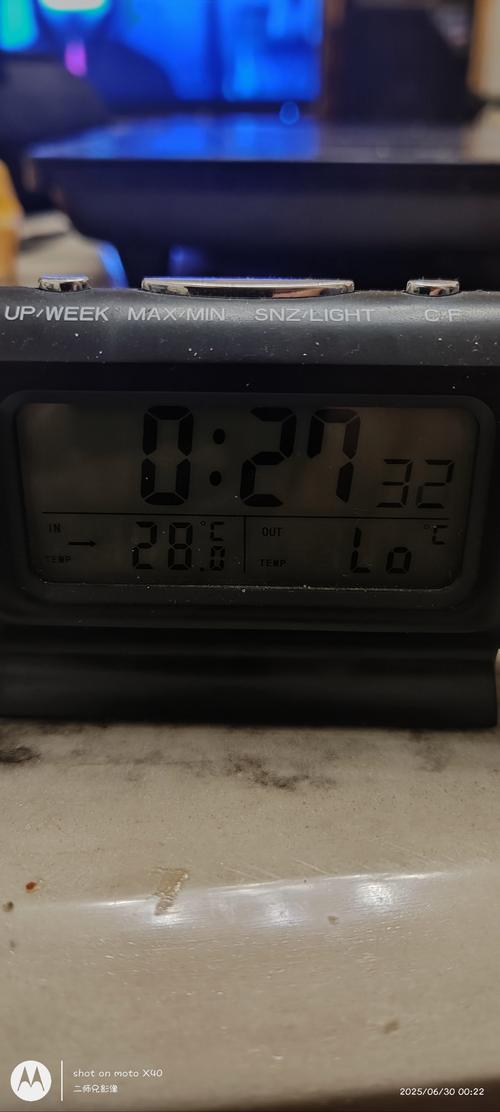 UP/WEEK MAX/MIN SNZ/LIGHT C/F
0:27 32
IN TEMP → 28.0 °C OUT TEMP Lo °C
shot on moto X40
二师兄影像
2025/06/30 00:22